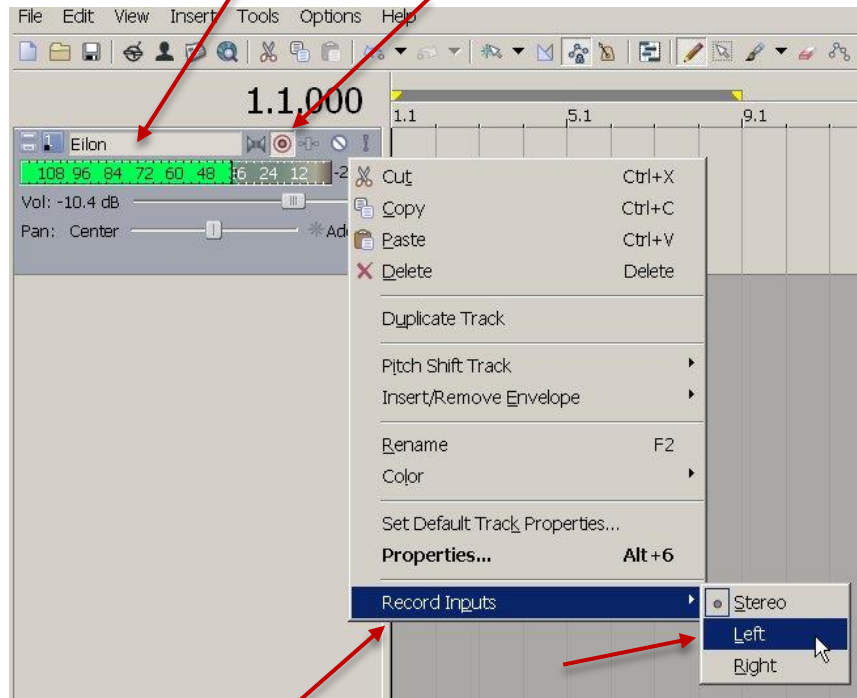 File Edit View Insert Tools Options Help
1.1,000
1.1 5.1 9.1
1 Eilon
108 96 84 72 60 48 36 24 12 -2
Vol: -10.4 dB
Pan: Center
Cut Ctrl+X
Copy Ctrl+C
Paste Ctrl+V
Delete Delete
Duplicate Track
Pitch Shift Track
Insert/Remove Envelope
Rename F2
Color
Set Default Track Properties...
Properties... Alt+6
Record Inputs
Stereo
Left
Right